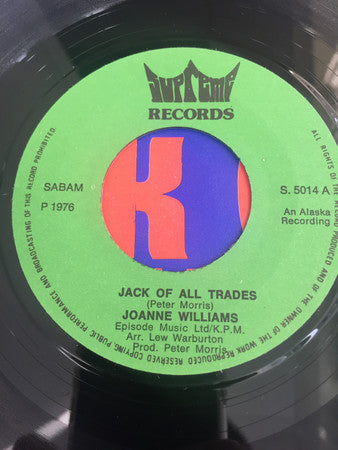 Supreme
RECORDS
SABAM
P 1976
S. 5014 A
An Alaska
Recording
JACK OF ALL TRADES
(Peter Morris)
JOANNE WILLIAMS
Episode Music Ltd/K.P.M.
Arr. Lew Warburton
Prod. Peter Morris
ALL RIGHTS OF THE RECORD PRODUCER AND OF THE OWNER OF THE WORK REPRODUCED RESERVED COPYING, PUBLIC PERFORMANCE AND BROADCASTING OF THIS RECORD PROHIBITED.
K